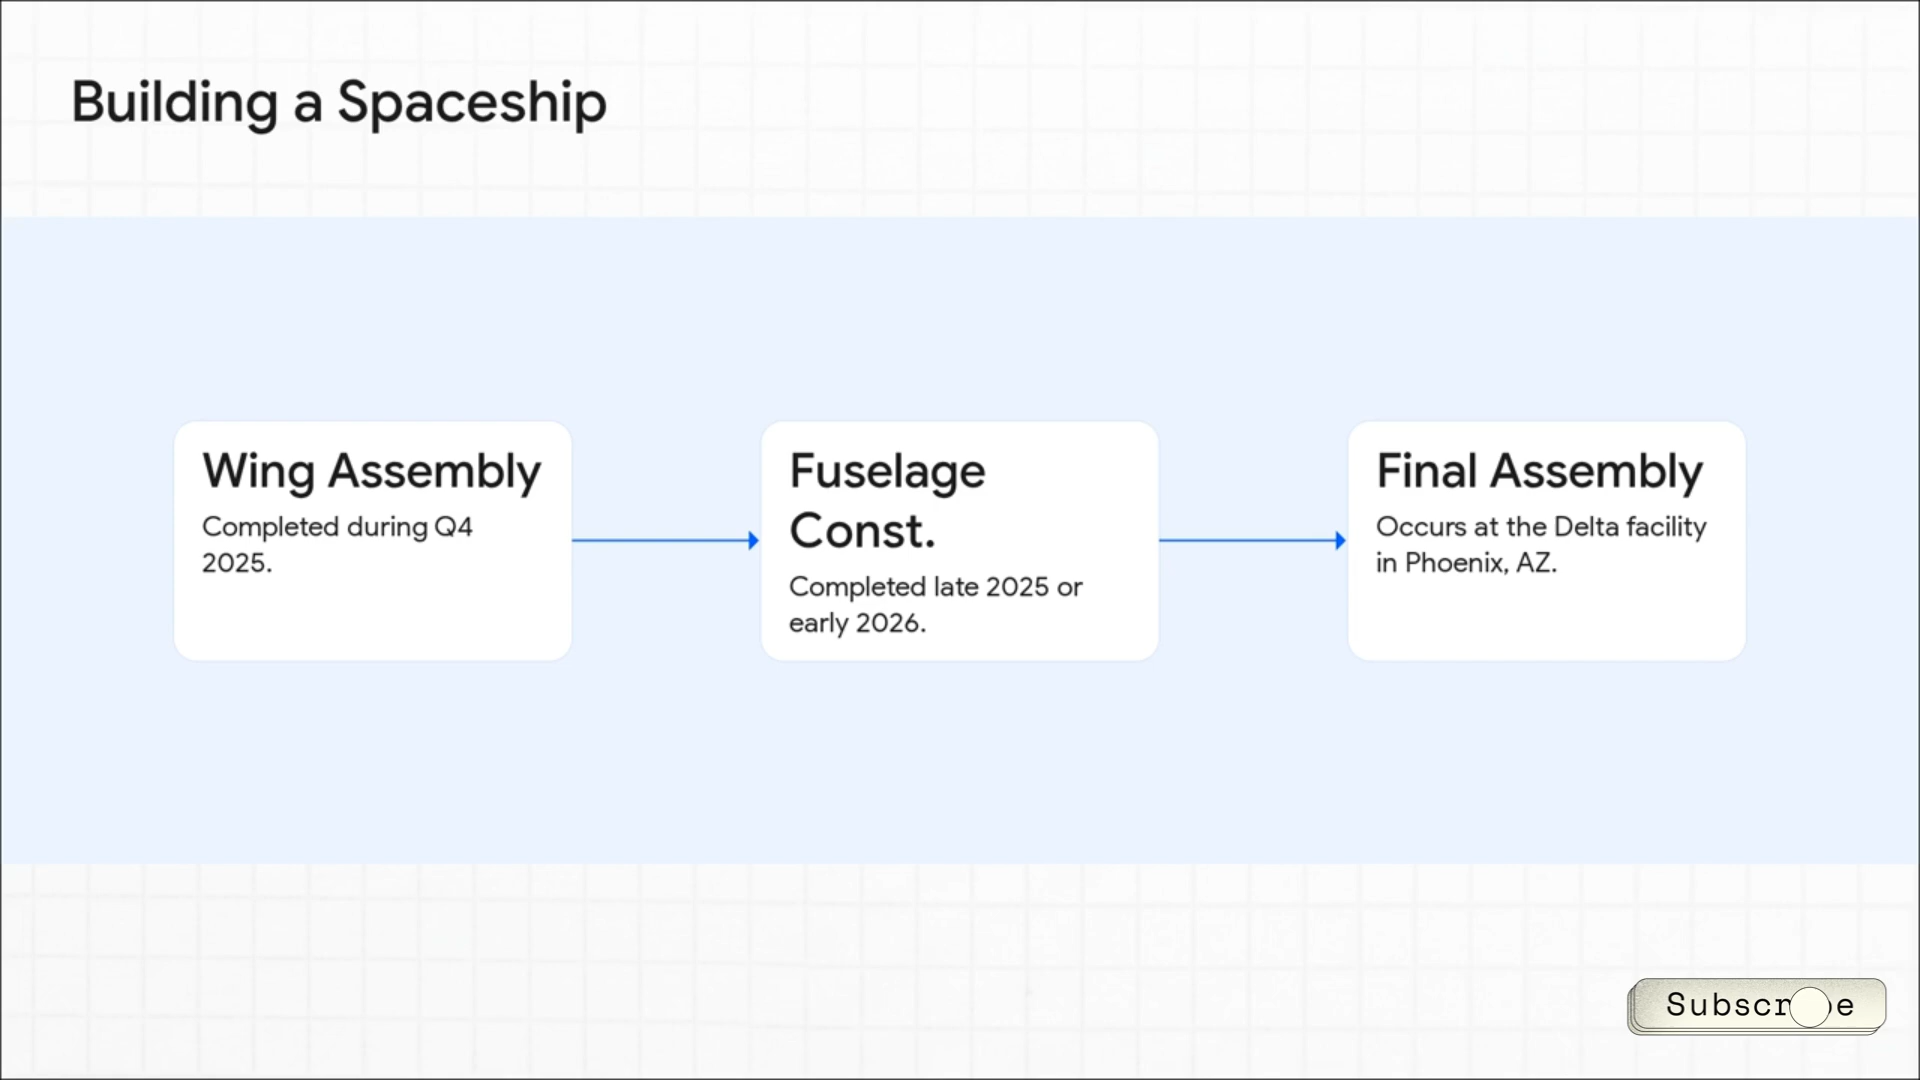 Building a Spaceship
Wing Assembly
Completed during Q4
2025.
Fuselage
Const.
Completed late 2025 or
early 2026.
Final Assembly
Occurs at the Delta facility
in Phoenix, AZ.